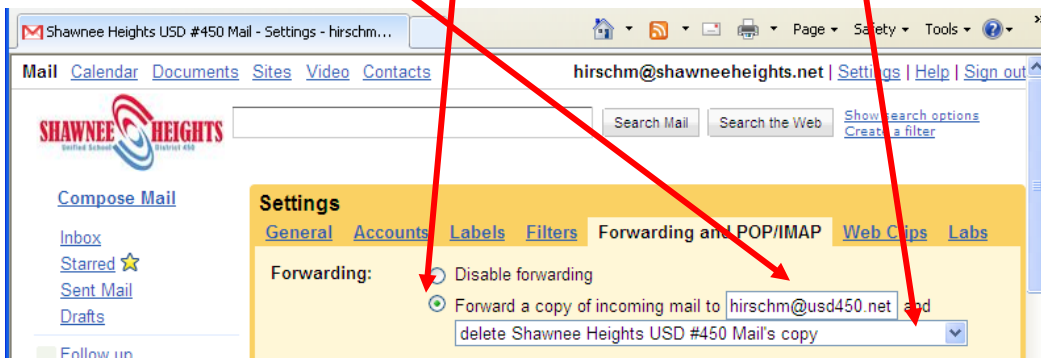 Shawnee Heights USD #450 Mail - Settings - hirschm...
Page Safety Tools
Mail Calendar Documents Sites Video Contacts hirschm@shawneeheights.net | Settings | Help | Sign out
SHAWNEE HEIGHTS
Unified School District 450
Search Mail Search the Web Show search options
Create a filter
Compose Mail
Settings
General Accounts Labels Filters Forwarding and POP/IMAP Web Clips Labs
Inbox
Starred
Sent Mail
Drafts
Follow up
Forwarding: Disable forwarding
Forward a copy of incoming mail to hirschm@usd450.net and
delete Shawnee Heights USD #450 Mail's copy